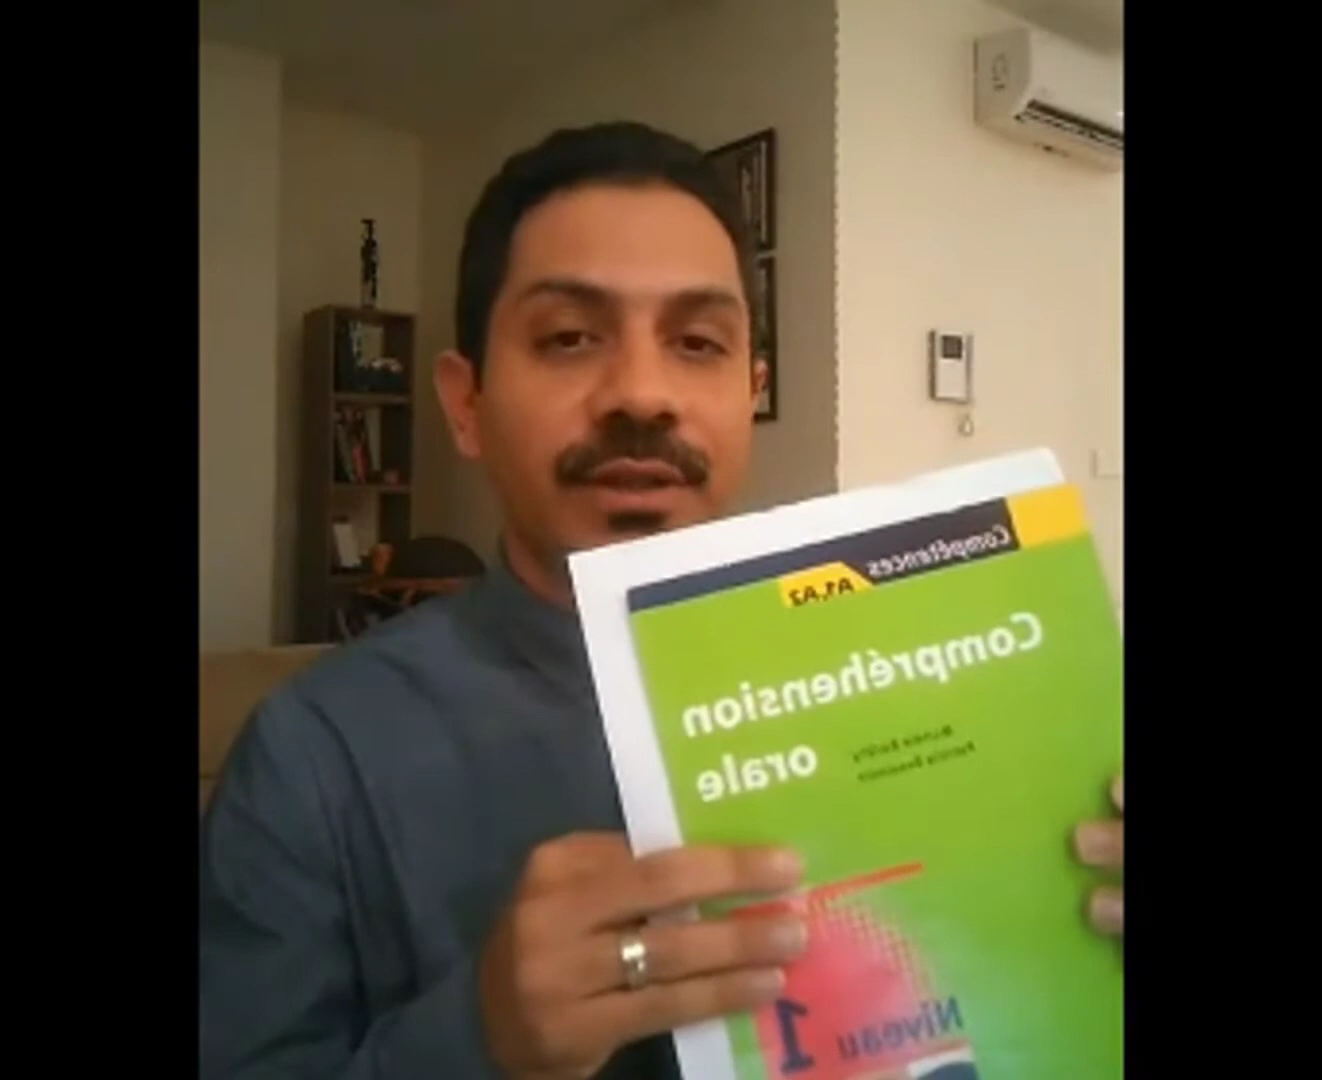 Compétences
A1, A2
Compréhension
orale
Niveau 1